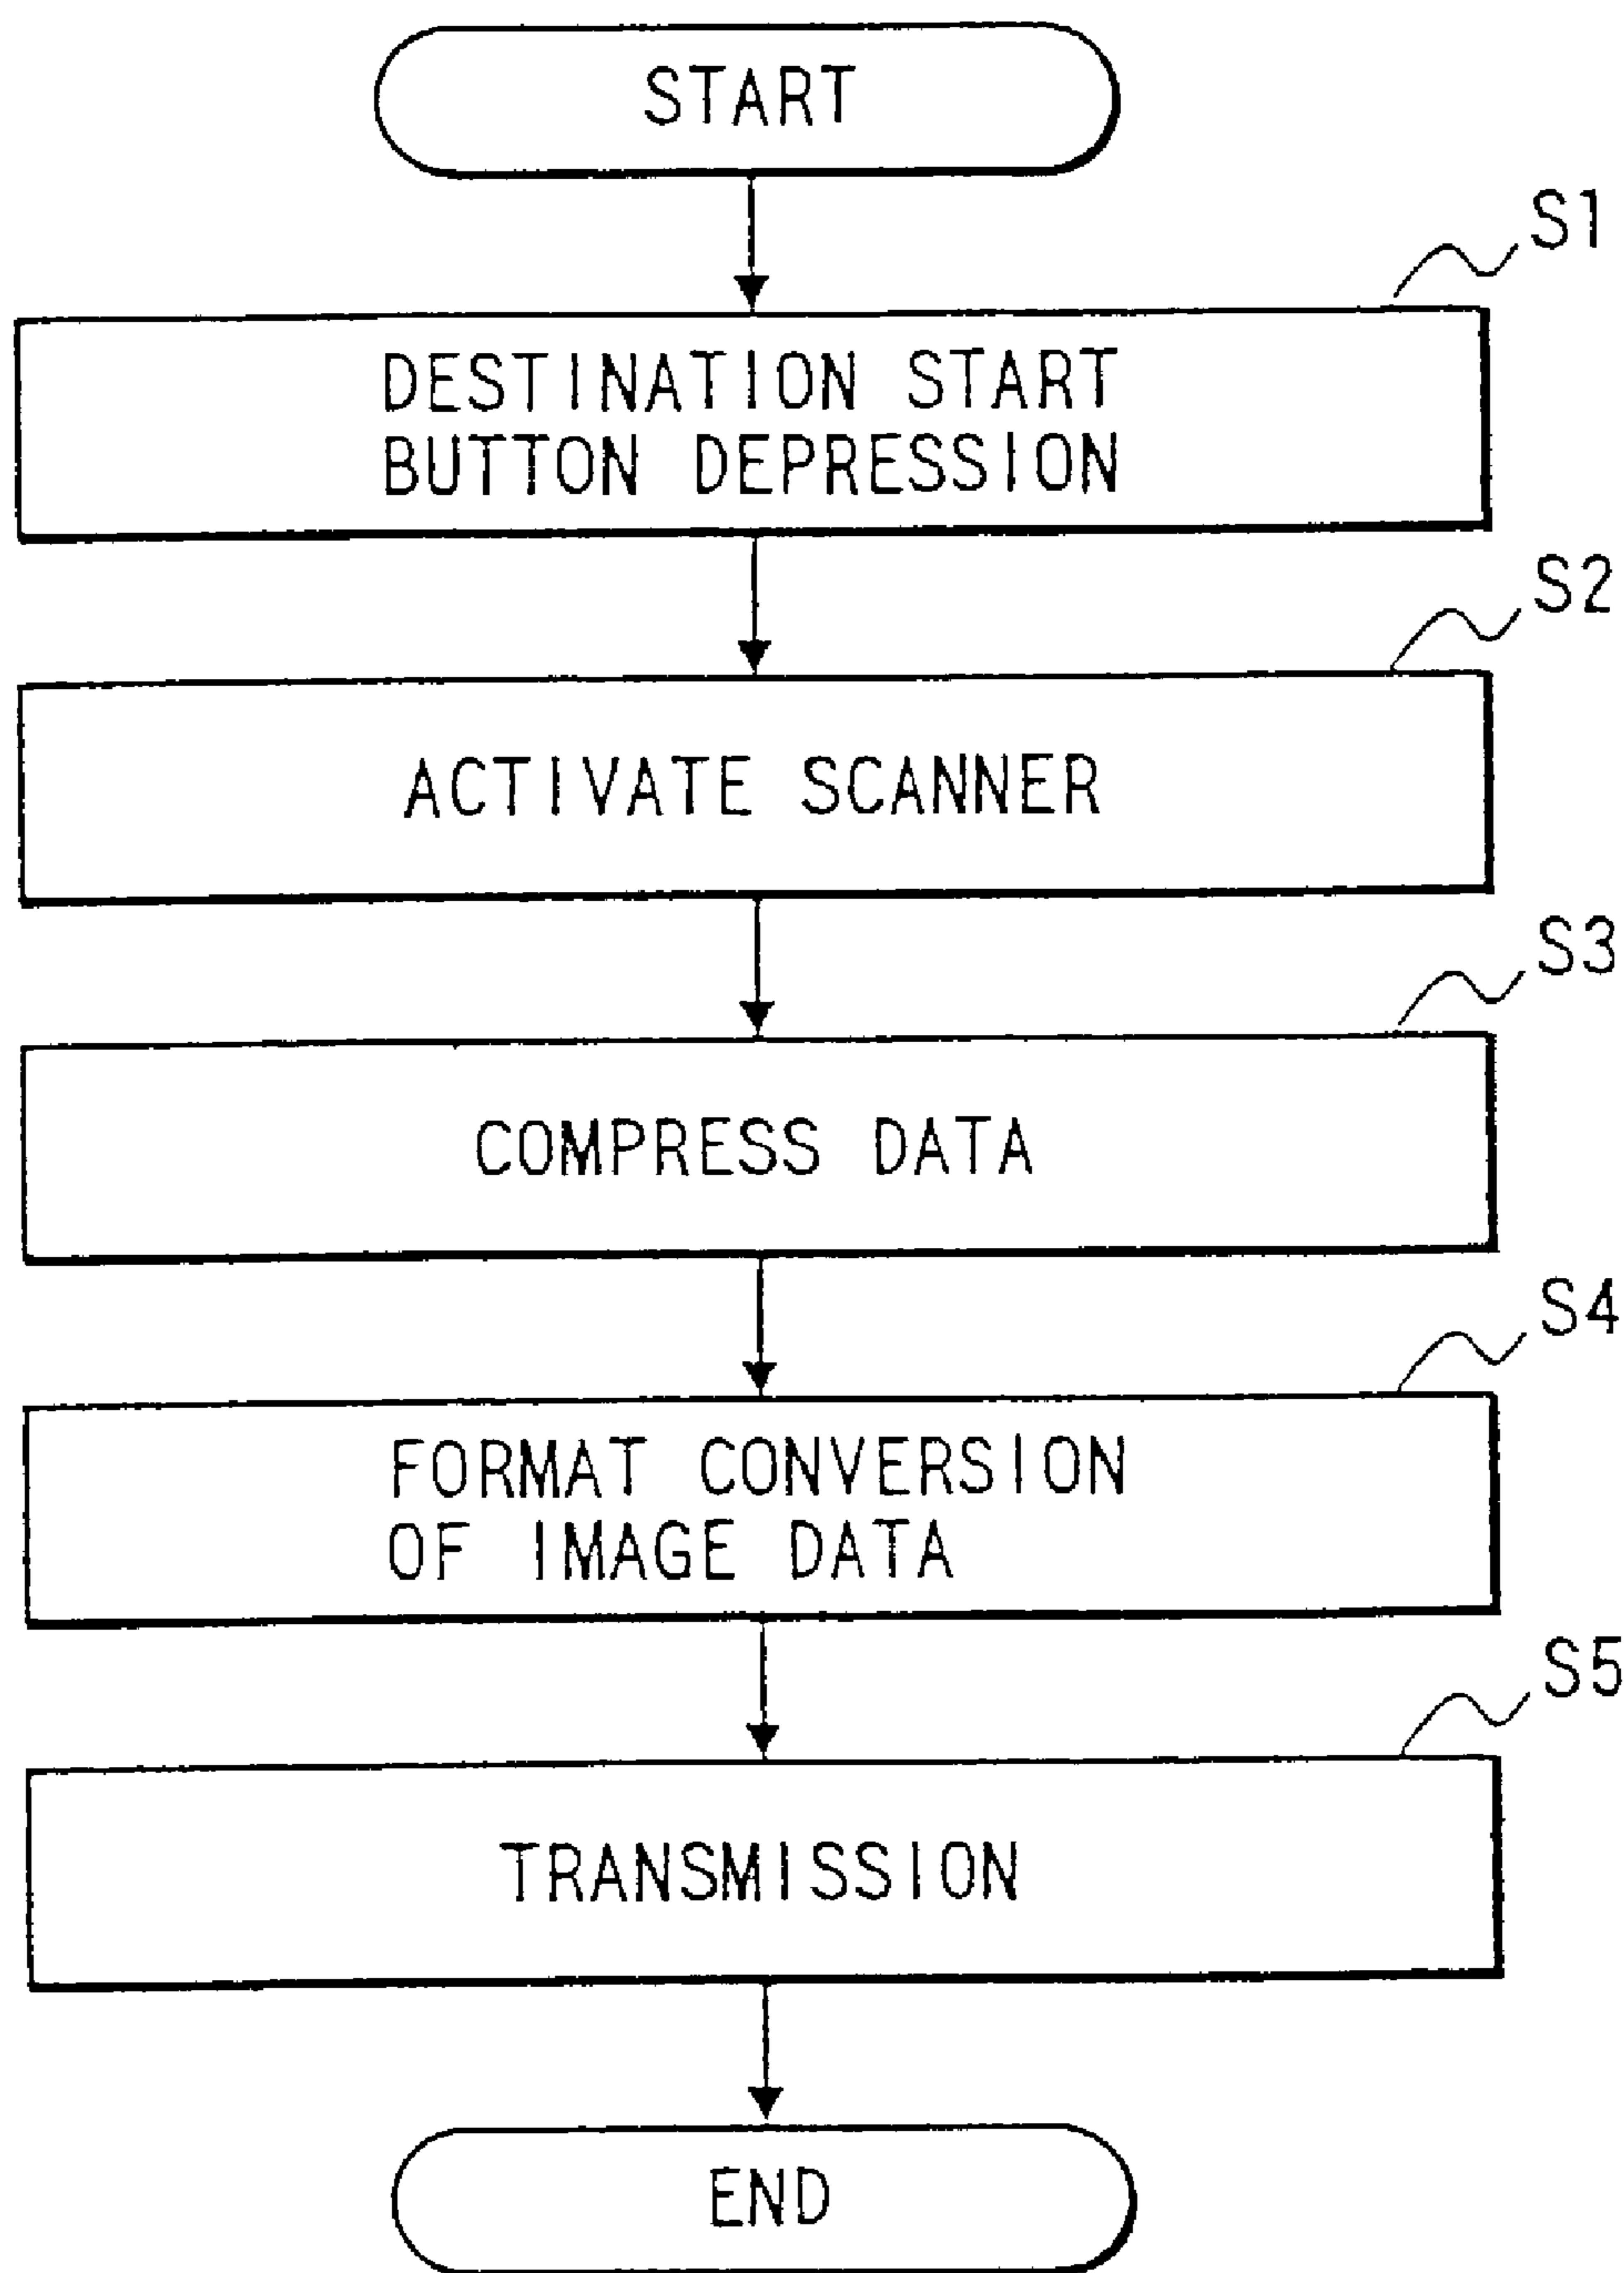 START
S1
DESTINATION START
BUTTON DEPRESSION
S2
ACTIVATE SCANNER
S3
COMPRESS DATA
S4
FORMAT CONVERSION
OF IMAGE DATA
S5
TRANSMISSION
END